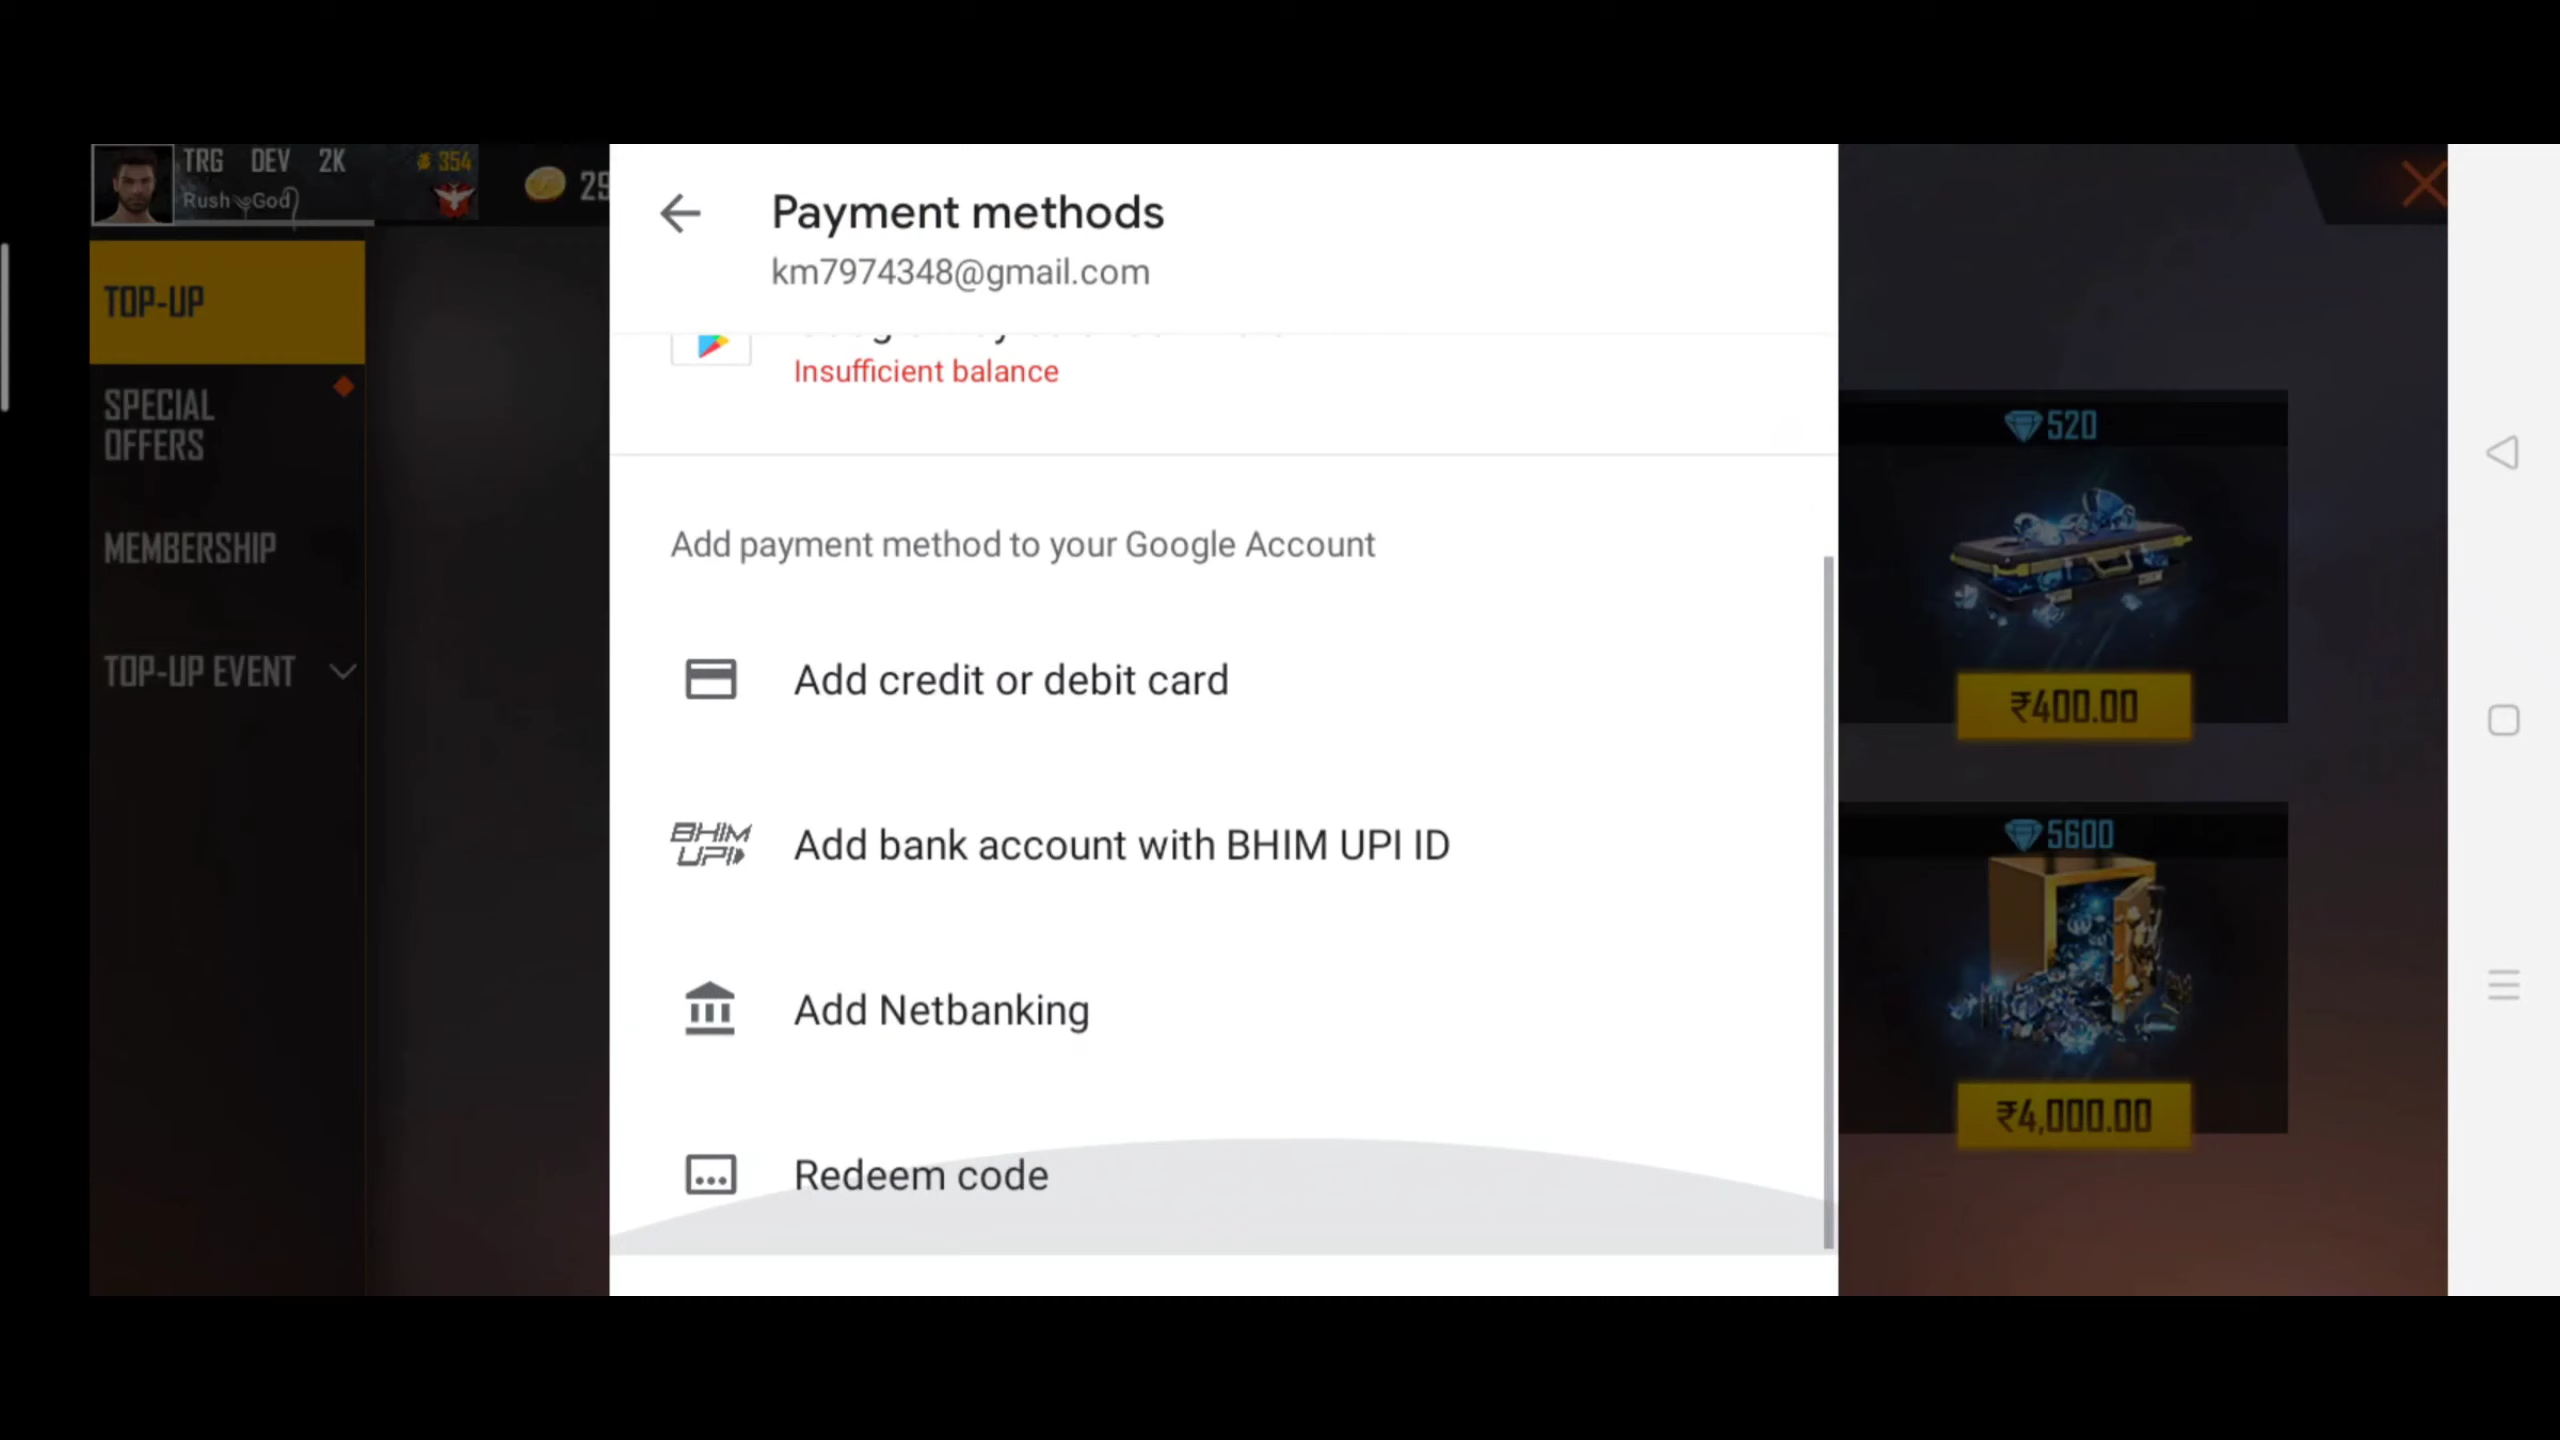 TRG DEV 2K
354
Rush God
TOP-UP
SPECIAL
OFFERS
MEMBERSHIP
TOP-UP EVENT
Payment methods
km7974348@gmail.com
Insufficient balance
Add payment method to your Google Account
Add credit or debit card
BHIM
UPI
Add bank account with BHIM UPI ID
Add Netbanking
Redeem code
520
₹400.00
5600
₹4,000.00